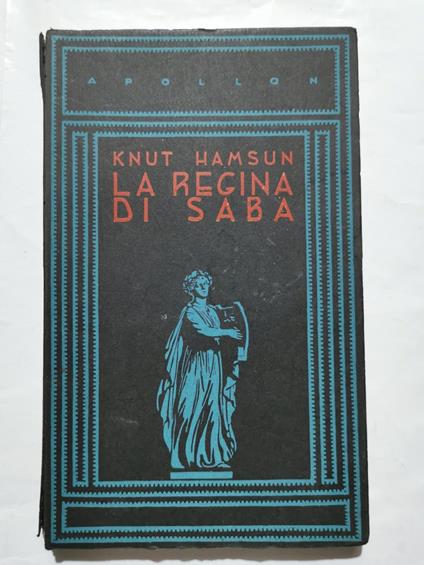 APOLLON
KNUT HAMSUN
LA REGINA
DI SABA